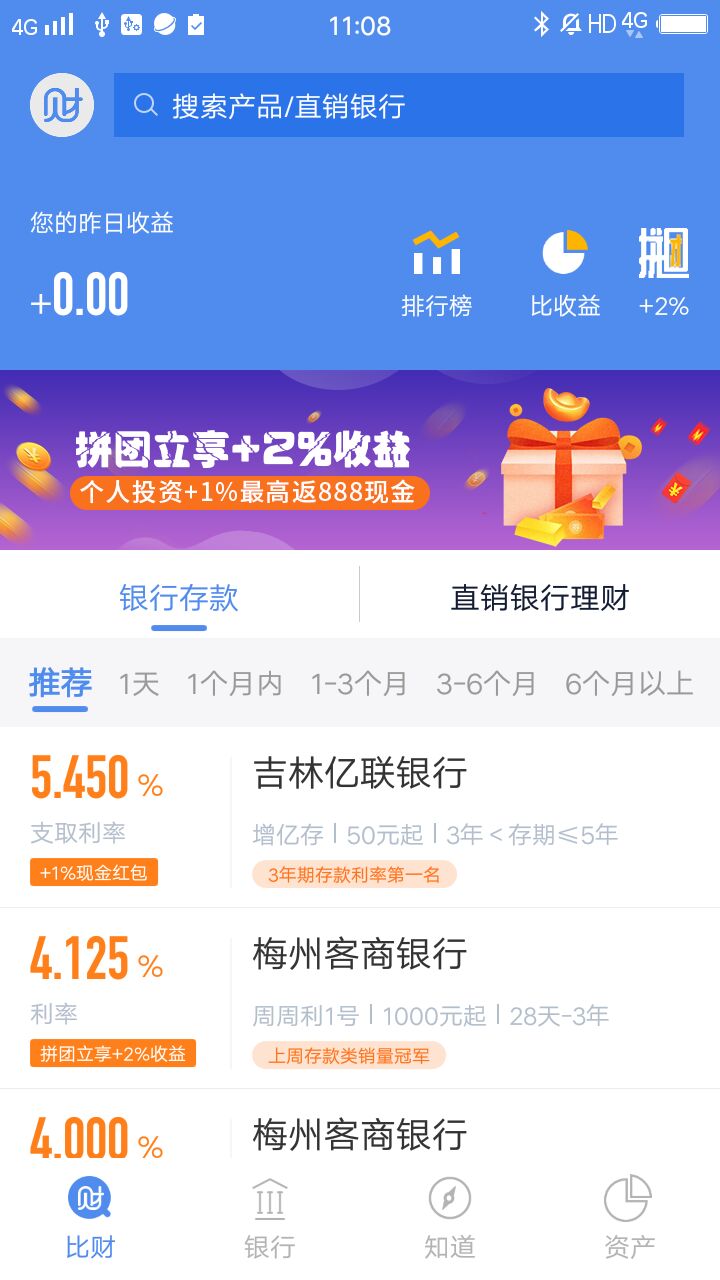 4G 11:08 HD 4G
财 搜索产品/直销银行
您的昨日收益
+0.00
排行榜 比收益 拼团 +2%
拼团立享+2%收益
个人投资+1%最高返888现金
银行存款 直销银行理财
推荐 1天 1个月内 1-3个月 3-6个月 6个月以上
5.450 % 吉林亿联银行
支取利率 增亿存 | 50元起 | 3年 < 存期≤5年
+1%现金红包 3年期存款利率第一名
4.125 % 梅州客商银行
利率 周周利1号 | 1000元起 | 28天-3年
拼团立享+2%收益 上周存款类销量冠军
4.000 % 梅州客商银行
比财 银行 知道 资产